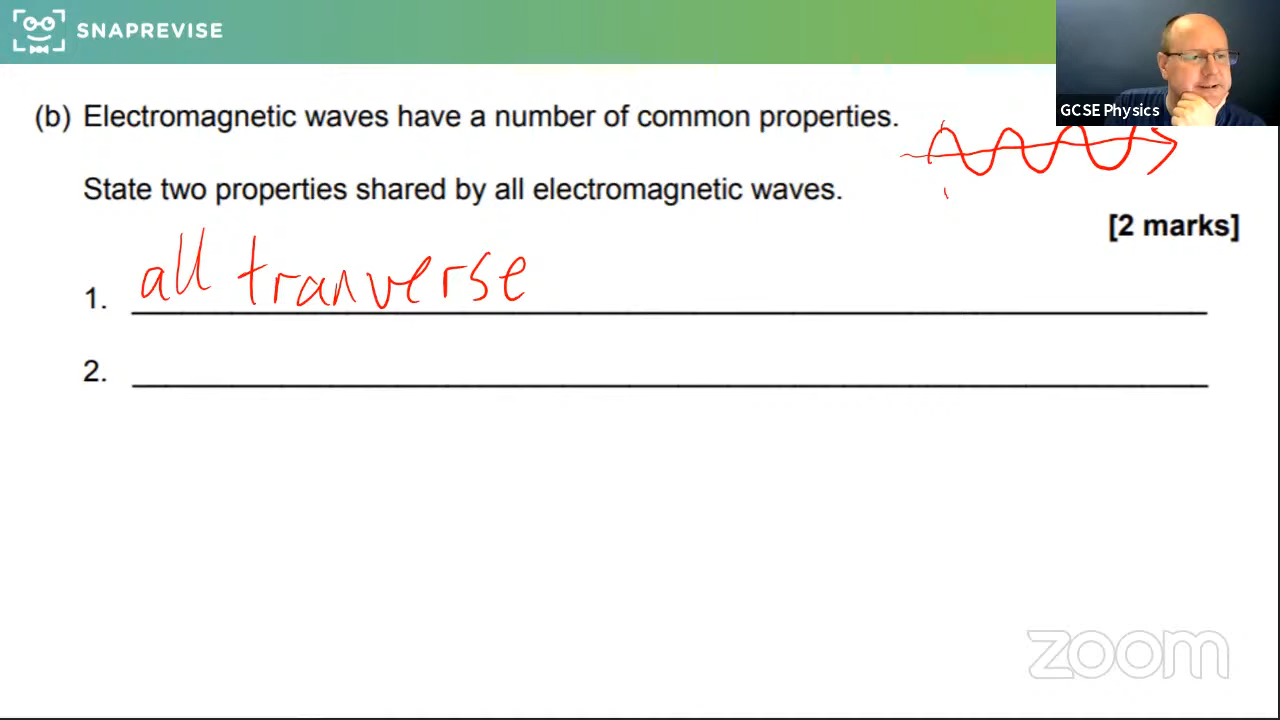 SNAPREVISE
GCSE Physics
(b) Electromagnetic waves have a number of common properties.
State two properties shared by all electromagnetic waves.
[2 marks]
1. all tranverse
2.
zoom